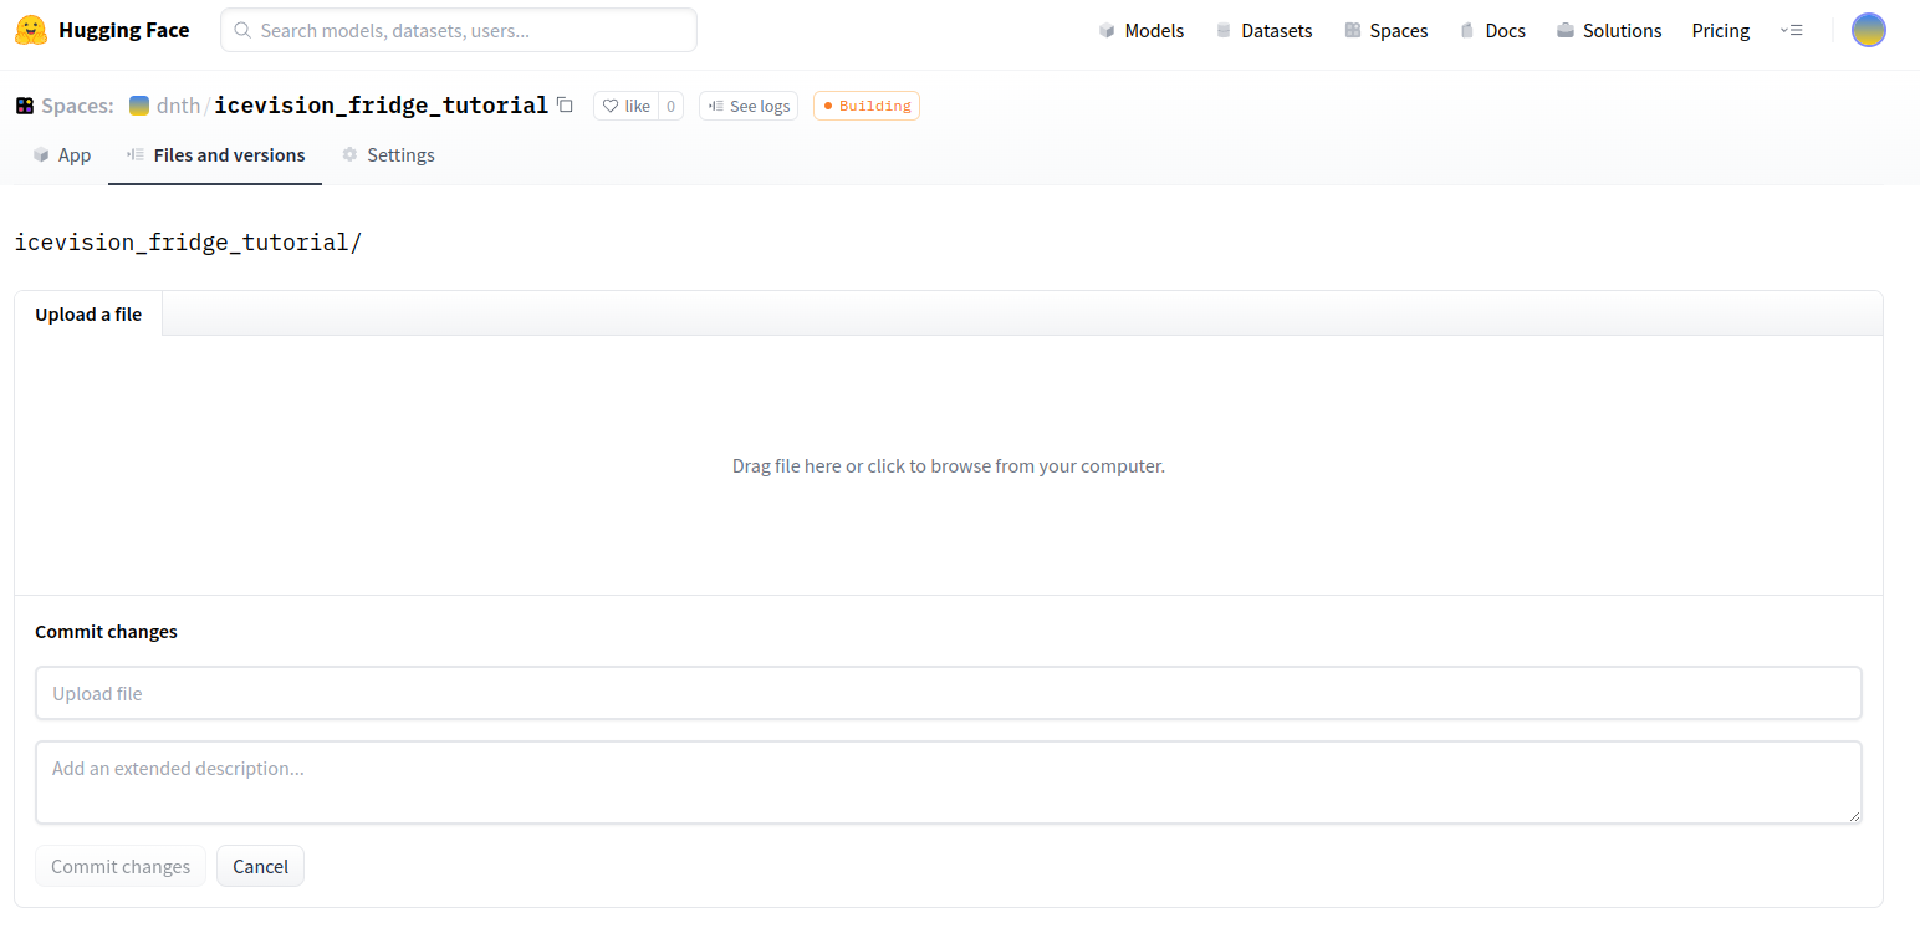 Hugging Face
Search models, datasets, users...
Models
Datasets
Spaces
Docs
Solutions
Pricing
Spaces: dnth/icevision_fridge_tutorial
like 0
See logs
Building
App
Files and versions
Settings
icevision_fridge_tutorial/
Upload a file
Drag file here or click to browse from your computer.
Commit changes
Upload file
Add an extended description...
Commit changes
Cancel